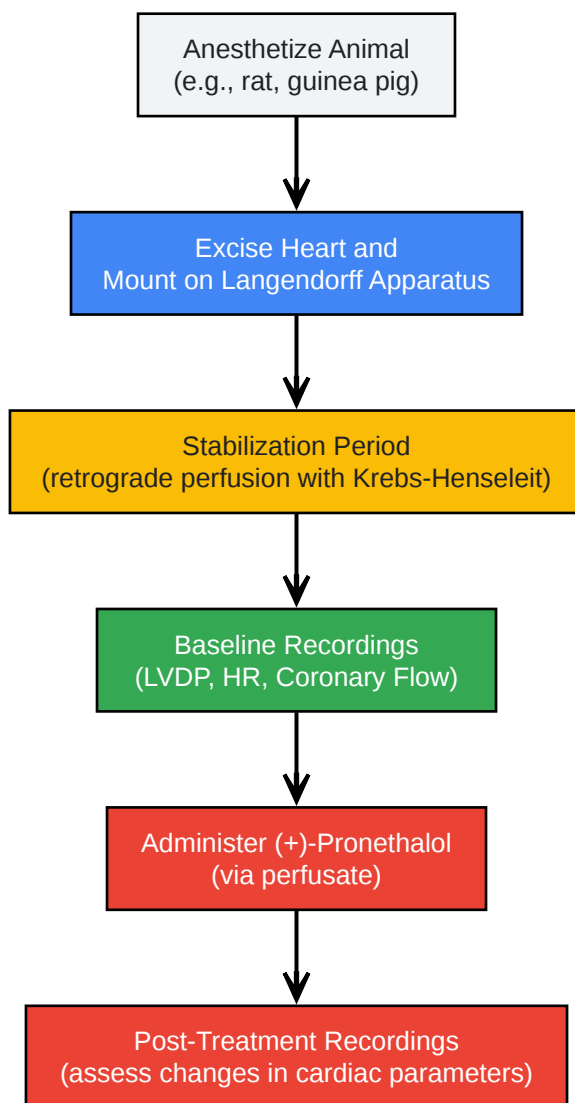 Anesthetize Animal
(e.g., rat, guinea pig)
Excise Heart and
Mount on Langendorff Apparatus
Stabilization Period
(retrograde perfusion with Krebs-Henseleit)
Baseline Recordings
(LVDP, HR, Coronary Flow)
Administer (+)-Pronethalol
(via perfusate)
Post-Treatment Recordings
(assess changes in cardiac parameters)